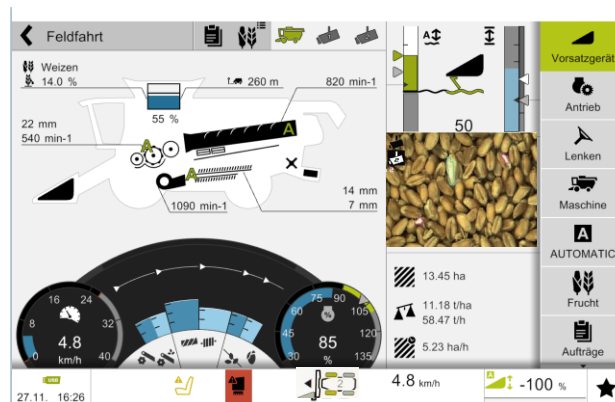 Feldfahrt
Weizen
14.0 %
260 m
820 min-1
55 %
22 mm
540 min-1
A
A
A
14 mm
7 mm
1090 min-1
A
50
Vorsatzgerät
Antrieb
Lenken
Maschine
A
AUTOMATIC
Frucht
Aufträge
13.45 ha
11.18 t/ha
58.47 t/h
5.23 ha/h
0 8 16 24 32 40
4.8
km/h
30 45 60 75 90 105 120 135
%
85
%
USB
27.11. 16:26
2
4.8 km/h
A
-100 %